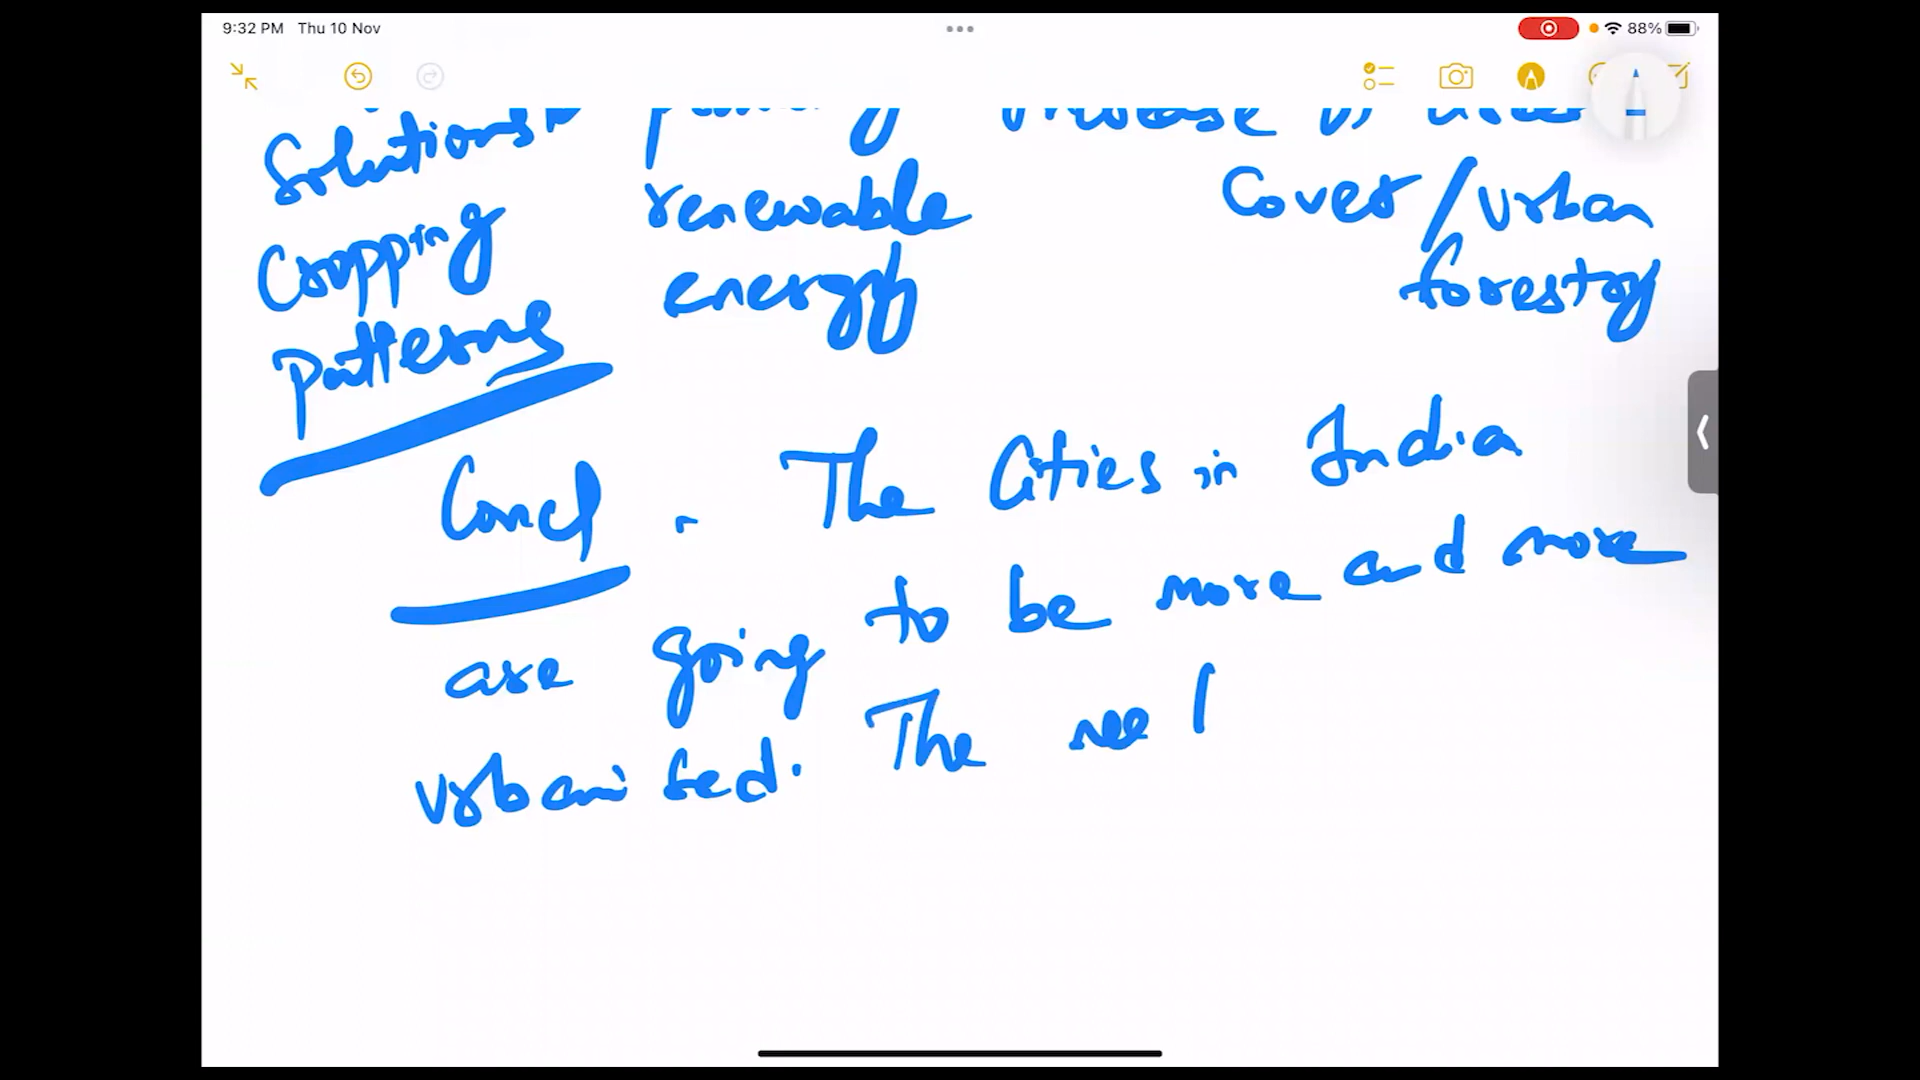 9:32 PM Thu 10 Nov
88%
Solutions
Cropping
patterns
renewable
energy
Cover / Urban
forestry
Concl - The Cities in India
are going to be more and more
Urbanised. The nee